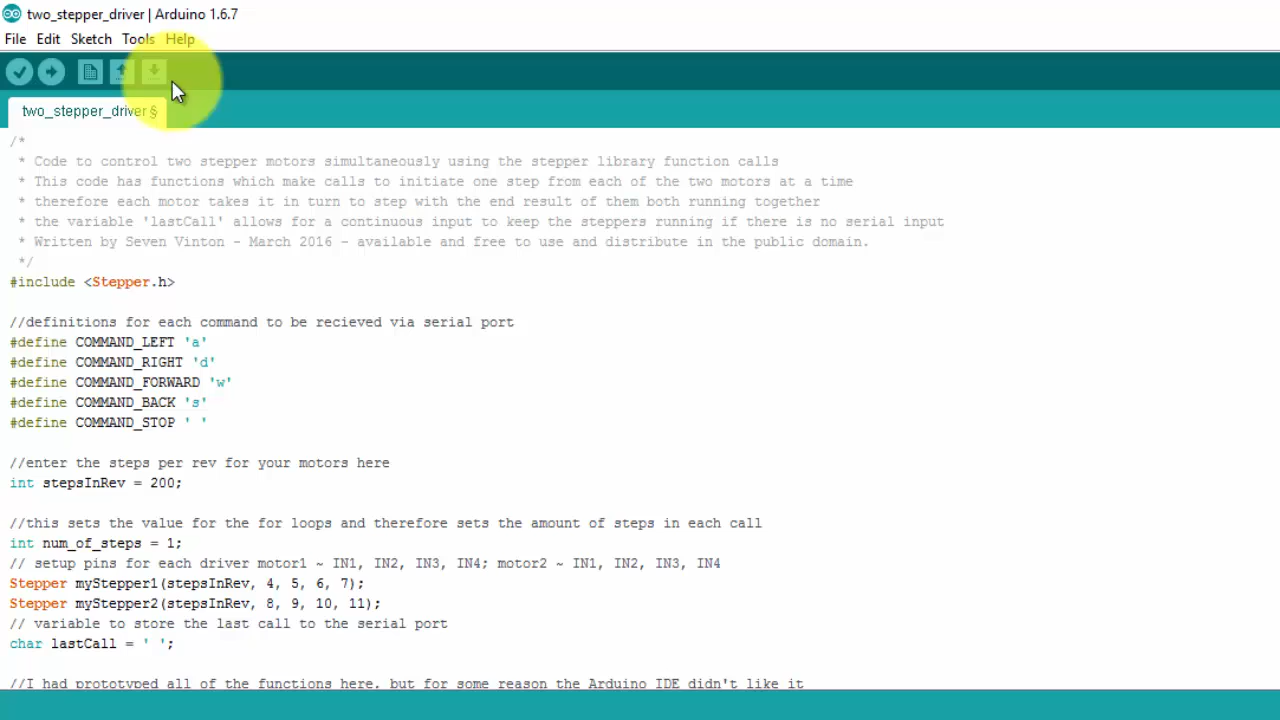 two_stepper_driver | Arduino 1.6.7
File Edit Sketch Tools Help
two_stepper_driver §
/*
 * Code to control two stepper motors simultaneously using the stepper library function calls
 * This code has functions which make calls to initiate one step from each of the two motors at a time
 * therefore each motor takes it in turn to step with the end result of them both running together
 * the variable 'lastCall' allows for a continuous input to keep the steppers running if there is no serial input
 * Written by Seven Vinton - March 2016 - available and free to use and distribute in the public domain.
 */
#include <Stepper.h>
//definitions for each command to be recieved via serial port
#define COMMAND_LEFT 'a'
#define COMMAND_RIGHT 'd'
#define COMMAND_FORWARD 'w'
#define COMMAND_BACK 's'
#define COMMAND_STOP ' '
//enter the steps per rev for your motors here
int stepsInRev = 200;
//this sets the value for the for loops and therefore sets the amount of steps in each call
int num_of_steps = 1;
// setup pins for each driver motor1 ~ IN1, IN2, IN3, IN4; motor2 ~ IN1, IN2, IN3, IN4
Stepper myStepper1(stepsInRev, 4, 5, 6, 7);
Stepper myStepper2(stepsInRev, 8, 9, 10, 11);
// variable to store the last call to the serial port
char lastCall = ' ';
//I had prototyped all of the functions here, but for some reason the Arduino IDE didn't like it